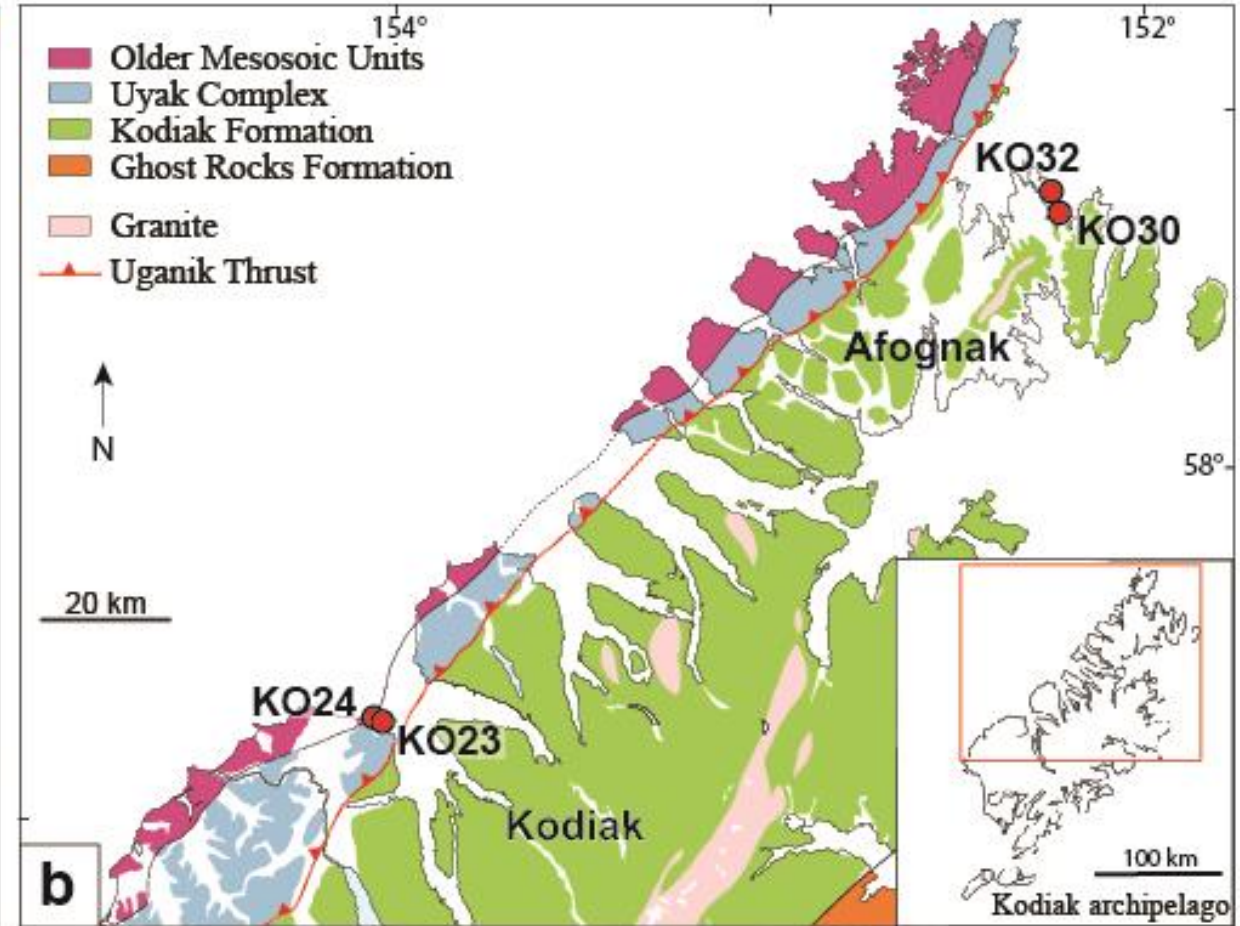 154°
152°
Older Mesosoic Units
Uyak Complex
Kodiak Formation
Ghost Rocks Formation
Granite
Uganik Thrust
KO32
KO30
Afognak
N
58°
20 km
KO24
KO23
Kodiak
b
100 km
Kodiak archipelago